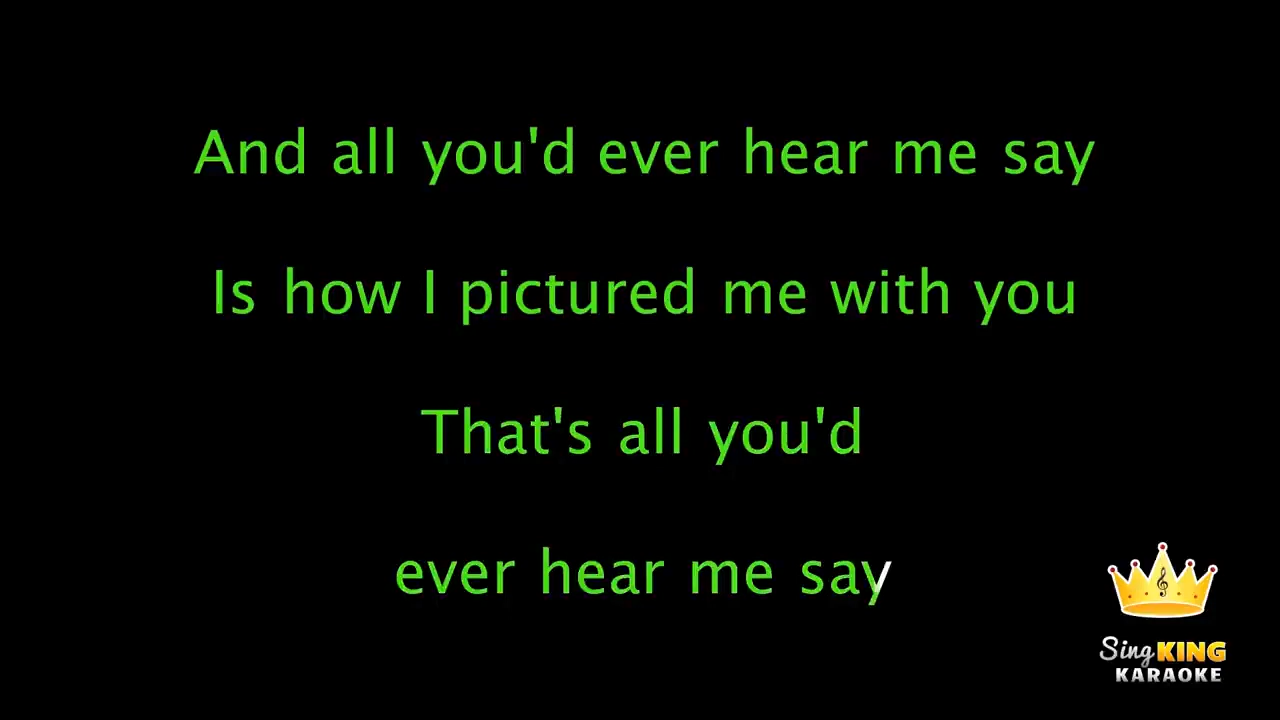 And all you'd ever hear me say
Is how I pictured me with you
That's all you'd
ever hear me say
Sing KING
KARAOKE